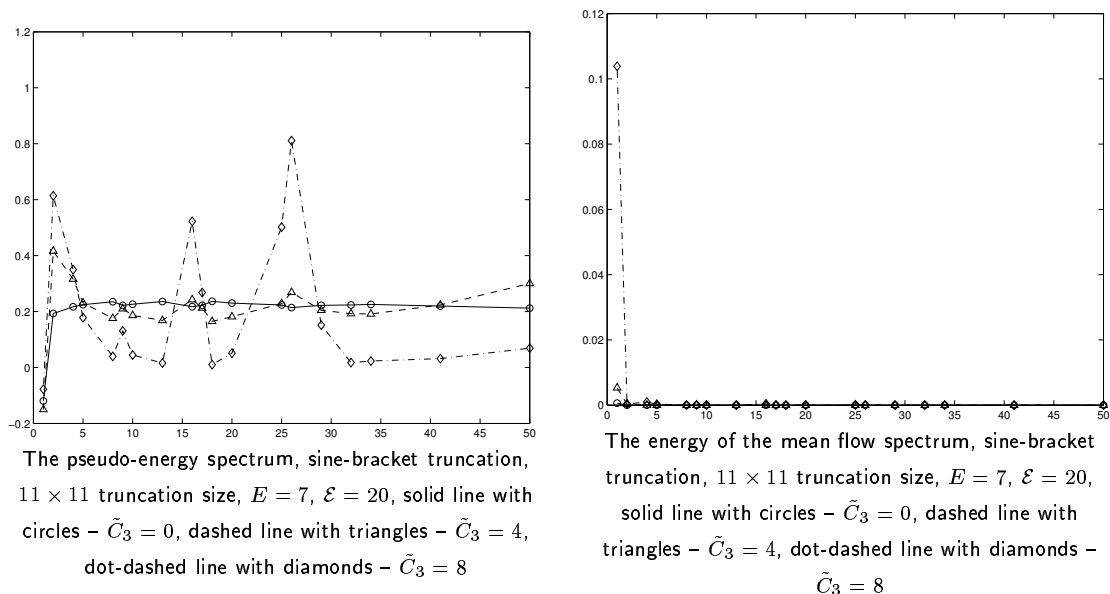 1.2
1
0.8
0.6
0.4
0.2
0
-0.2
0 5 10 15 20 25 30 35 40 45 50
The pseudo-energy spectrum, sine-bracket truncation,
11 × 11 truncation size, E = 7, ℰ = 20, solid line with
circles – C̃₃ = 0, dashed line with triangles – C̃₃ = 4,
dot-dashed line with diamonds – C̃₃ = 8
0.12
0.1
0.08
0.06
0.04
0.02
0
0 5 10 15 20 25 30 35 40 45 50
The energy of the mean flow spectrum, sine-bracket
truncation, 11 × 11 truncation size, E = 7, ℰ = 20,
solid line with circles – C̃₃ = 0, dashed line with
triangles – C̃₃ = 4, dot-dashed line with diamonds –
C̃₃ = 8